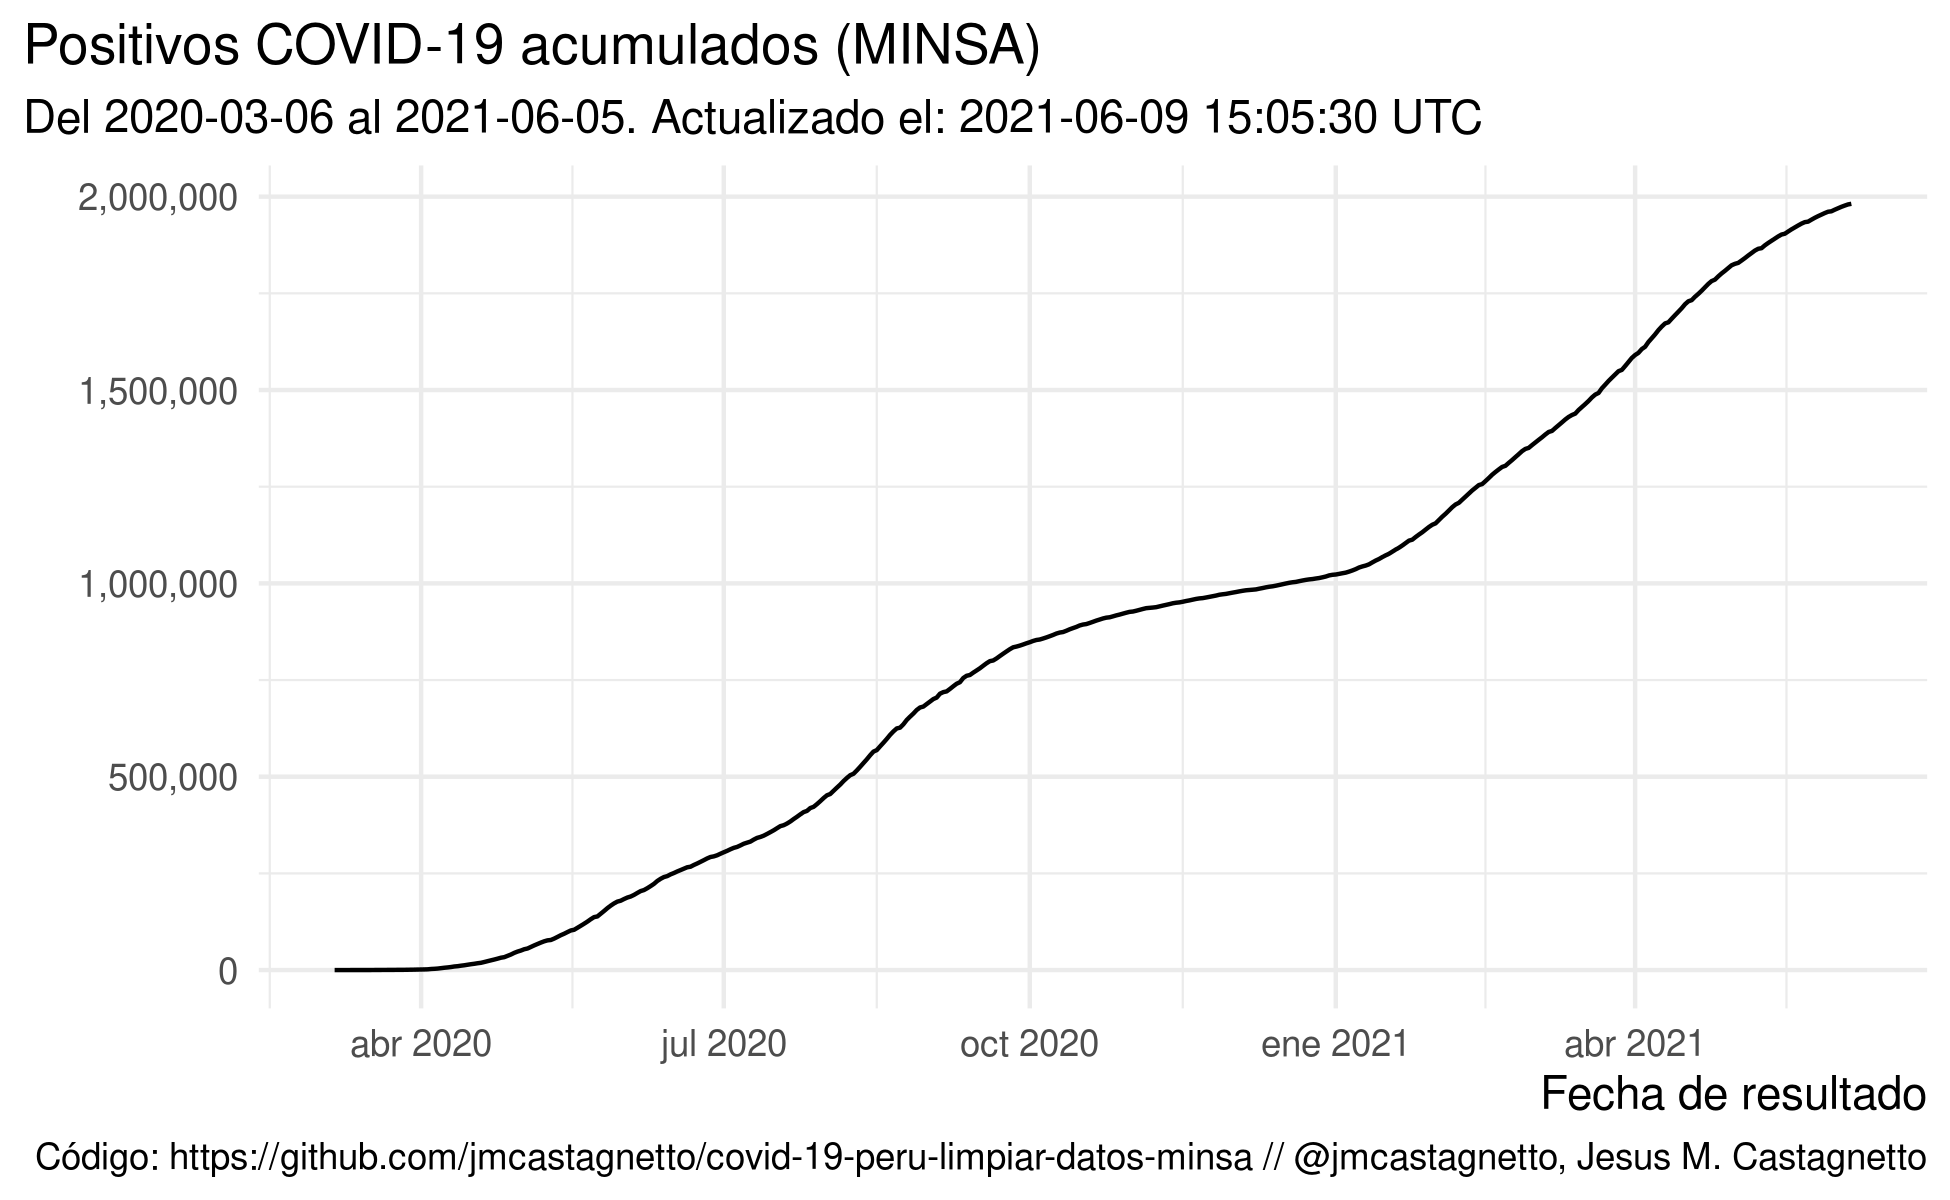 Positivos COVID-19 acumulados (MINSA)
Del 2020-03-06 al 2021-06-05. Actualizado el: 2021-06-09 15:05:30 UTC
2,000,000
1,500,000
1,000,000
500,000
0
abr 2020
jul 2020
oct 2020
ene 2021
abr 2021
Fecha de resultado
Código: https://github.com/jmcastagnetto/covid-19-peru-limpiar-datos-minsa // @jmcastagnetto, Jesus M. Castagnetto